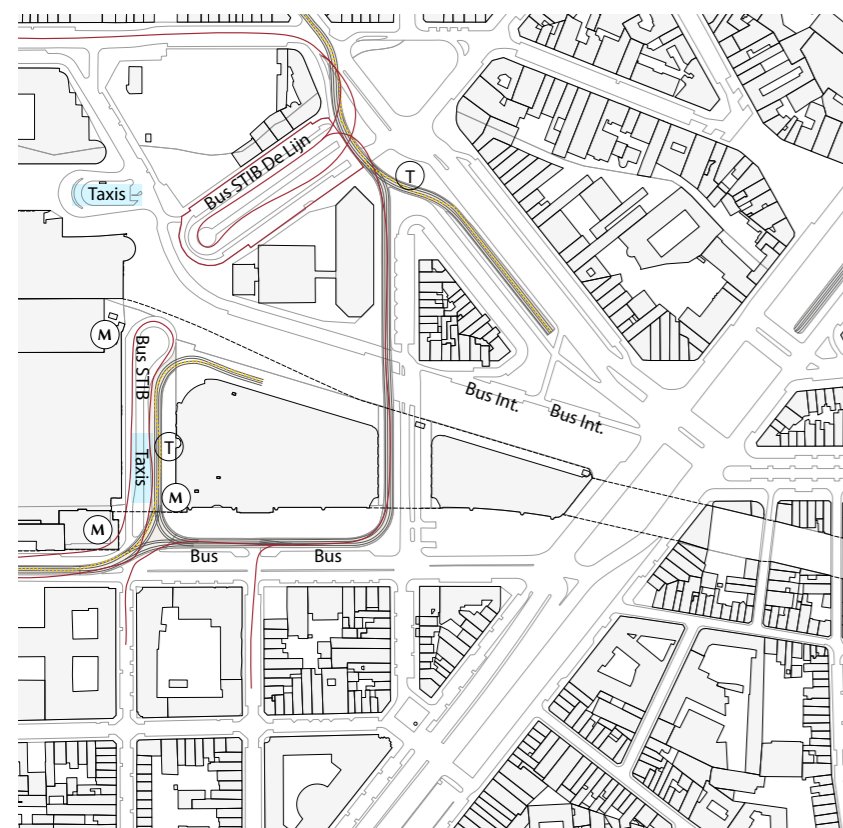 Bus STIB De Lijn
T
Taxis
M
Bus STIB
Bus Int.
Bus Int.
T
Taxis
M
M
Bus
Bus